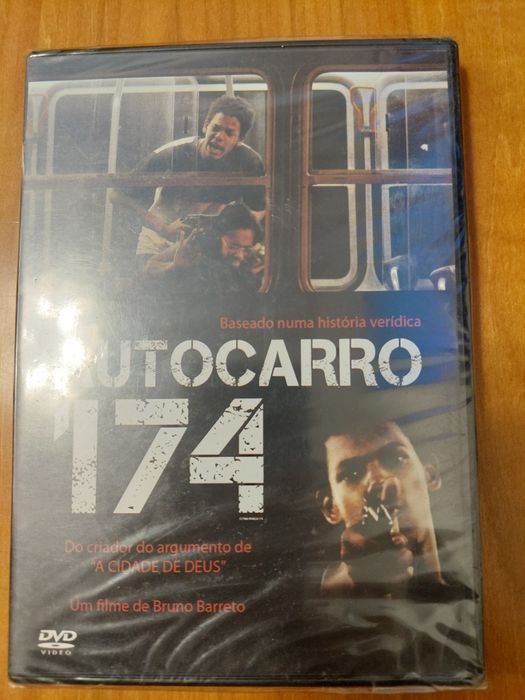 Baseado numa história verídica
AUTOCARRO
174
Do criador do argumento de
"A CIDADE DE DEUS"
Um filme de Bruno Barreto
DVD
VIDEO